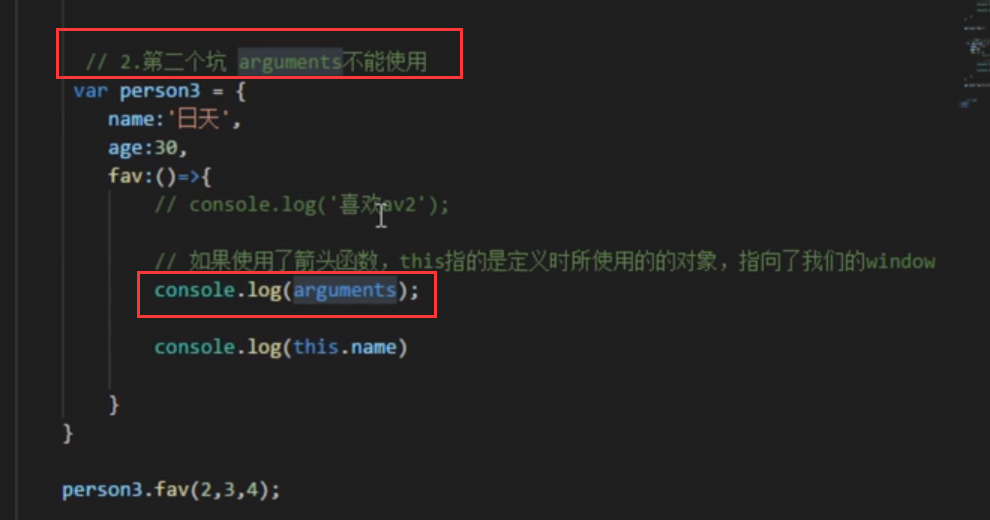 // 2.第二个坑 arguments不能使用
var person3 = {
name:'日天',
age:30,
fav:()=>{
// console.log('喜欢av2');
// 如果使用了箭头函数，this指的是定义时所使用的的对象，指向了我们的window
console.log(arguments);
console.log(this.name)
}
}
person3.fav(2,3,4);